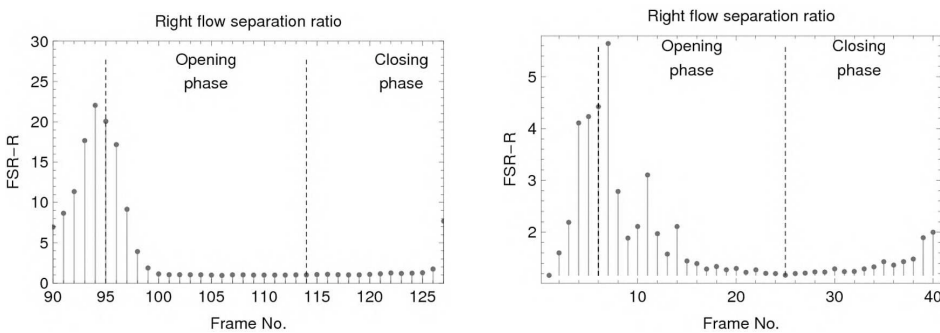 Right flow separation ratio
30
25
20
15
10
5
0
FSR-R
Opening
phase
Closing
phase
90 95 100 105 110 115 120 125
Frame No.
Right flow separation ratio
5
4
3
2
FSR-R
Opening
phase
Closing
phase
10 20 30 40
Frame No.